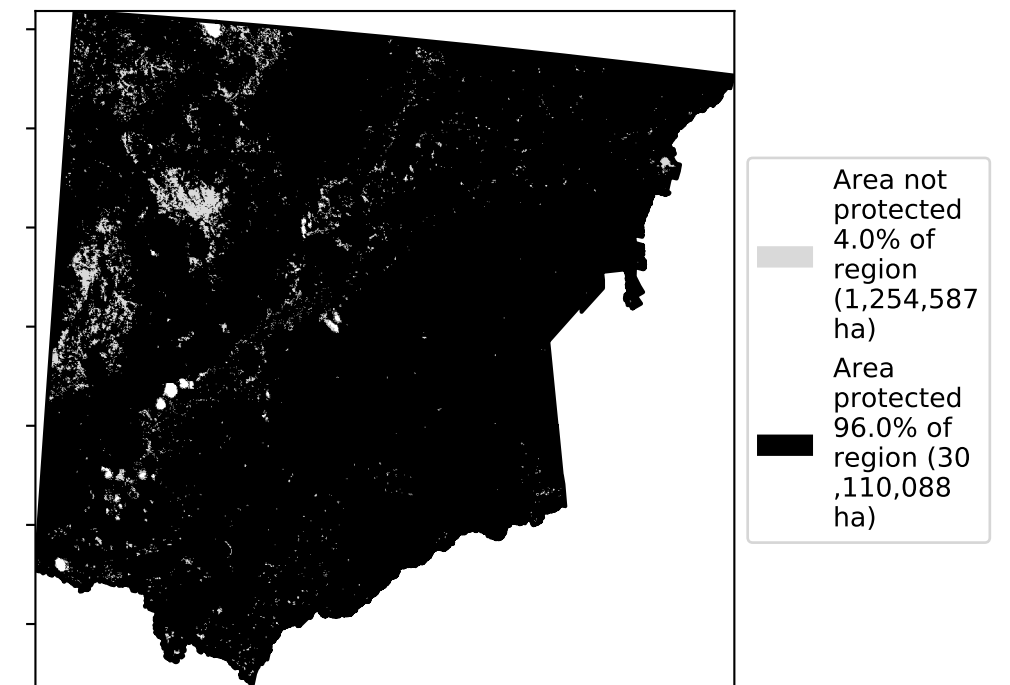 Area not
protected
4.0% of
region
(1,254,587
ha)
Area
protected
96.0% of
region (30
,110,088
ha)